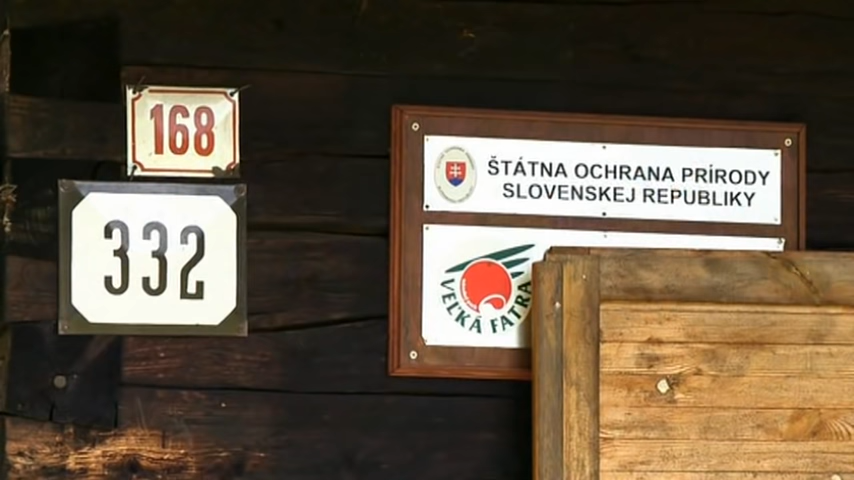 168
332
ŠTÁTNA OCHRANA PRÍRODY
SLOVENSKEJ REPUBLIKY
VEĽKÁ FATRA